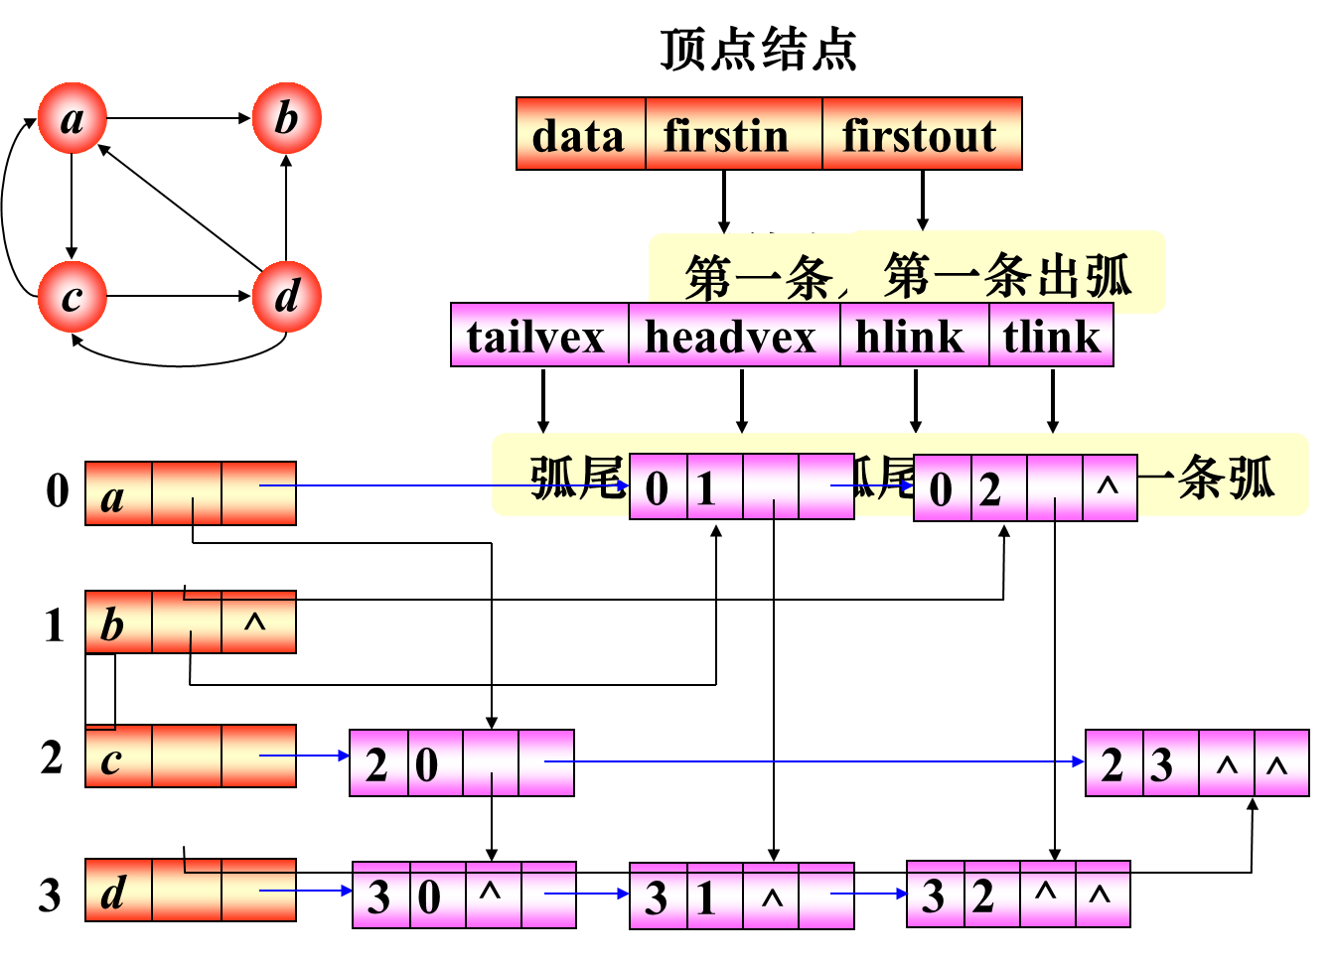 顶点结点
a b
data firstin firstout
c d
第一条 第一条出弧
tailvex headvex hlink tlink
弧尾 弧尾 一条弧
0 a 0 1 0 2 ^
1 b ^
2 c 2 0 2 3 ^ ^
3 d 3 0 ^ 3 1 ^ 3 2 ^ ^